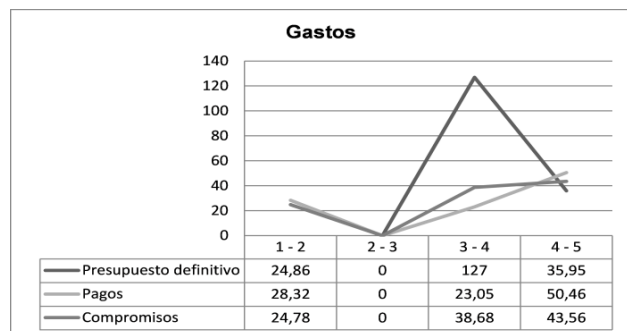 Gastos
140
120
100
80
60
40
20
0
1 - 2 2 - 3 3 - 4 4 - 5
Presupuesto definitivo 24,86 0 127 35,95
Pagos 28,32 0 23,05 50,46
Compromisos 24,78 0 38,68 43,56